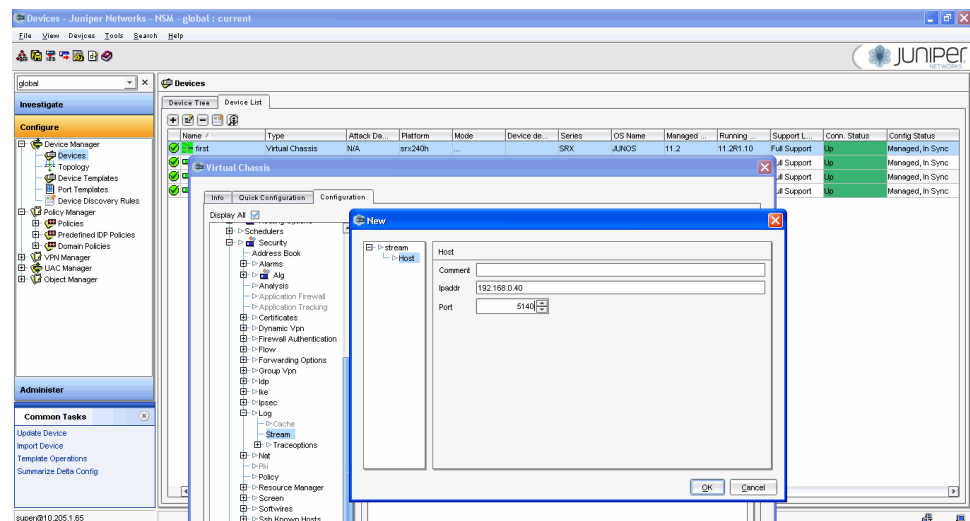 Devices - Juniper Networks - NSM - global : current
File View Devices Tools Search Help
JUNIPER
NETWORKS
global
Devices
Investigate
Device Tree Device List
Configure
Name / Type Attack Da... Platform Mode Device de... Series OS Name Managed ... Running ... Support L... Conn. Status Config Status
first Virtual Chassis N/A srx240h ... SRX JUNOS 11.2 11.2R1.10 Full Support Up Managed, In Sync
ull Support Up Managed, In Sync
ull Support Up Managed, In Sync
ull Support Up Managed, In Sync
Device Manager
Devices
Topology
Device Templates
Port Templates
Device Discovery Rules
Policy Manager
Policies
Predefined IDP Policies
Domain Policies
VPN Manager
UAC Manager
Object Manager
Administer
Common Tasks
Update Device
Import Device
Template Operations
Summarize Delta Config
super@10.205.1.65
Virtual Chassis
Info Quick Configuration Configuration
Display All
Schedulers
Security
Address Book
Alarms
Alg
Analysis
Application Firewall
Application Tracking
Certificates
Dynamic Vpn
Firewall Authentication
Flow
Forwarding Options
Group Vpn
Idp
Ike
Ipsec
Log
Cache
Stream
Traceoptions
Nat
Pki
Policy
Resource Manager
Screen
Softwires
Ssh Known Hosts
New
stream
Host
Host
Comment
Ipaddr 192.168.0.40
Port 5140
OK Cancel